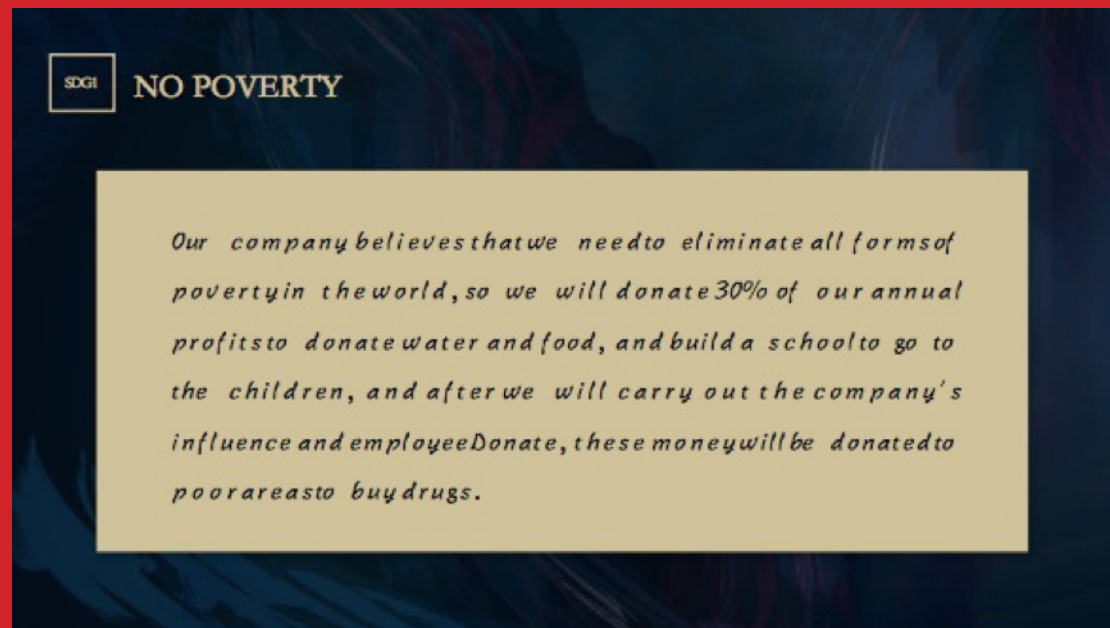 SDG1
NO POVERTY
Our company believes that we need to eliminate all forms of
poverty in the world, so we will donate 30% of our annual
profits to donate water and food, and build a school to go to
the children, and after we will carry out the company's
influence and employeeDonate, these money will be donated to
poor areas to buy drugs.